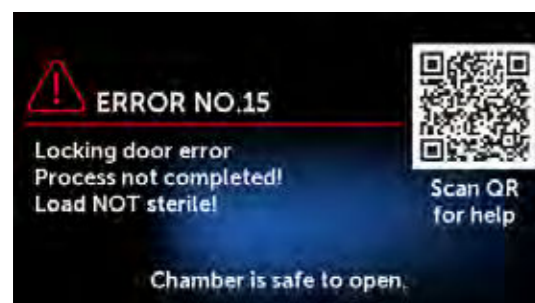 ERROR NO.15
Locking door error
Process not completed!
Load NOT sterile!
Scan QR
for help
Chamber is safe to open.